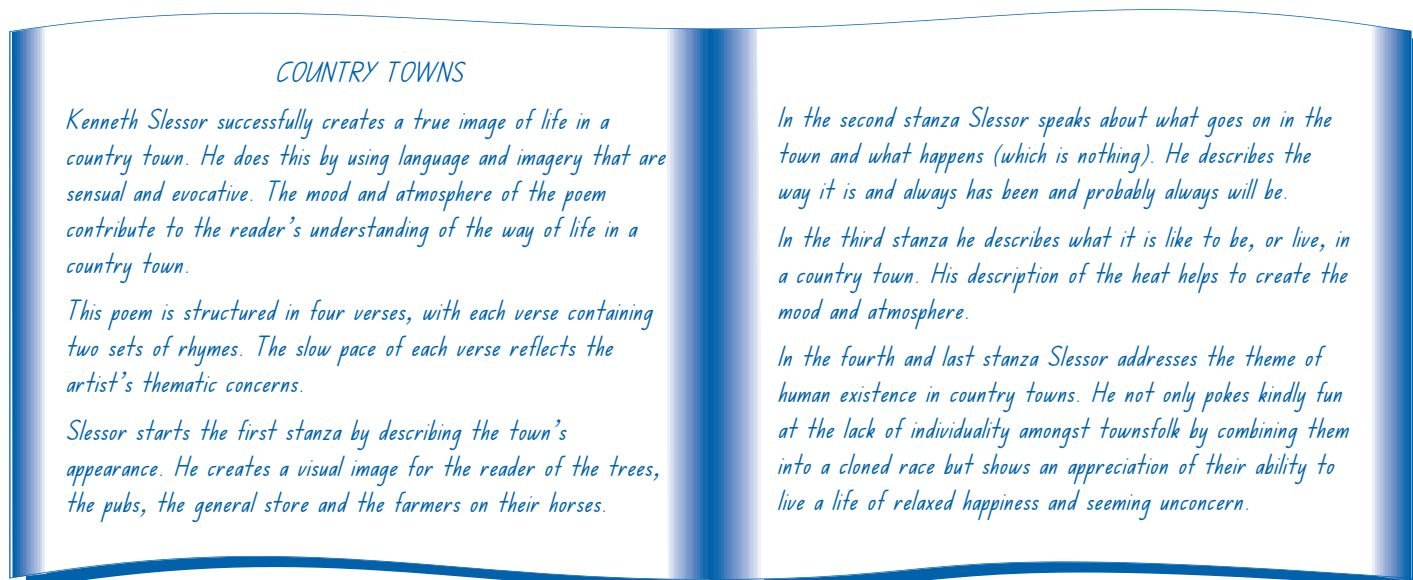 COUNTRY TOWNS
Kenneth Slessor successfully creates a true image of life in a
country town. He does this by using language and imagery that are
sensual and evocative. The mood and atmosphere of the poem
contribute to the reader's understanding of the way of life in a
country town.
This poem is structured in four verses, with each verse containing
two sets of rhymes. The slow pace of each verse reflects the
artist's thematic concerns.
Slessor starts the first stanza by describing the town's
appearance. He creates a visual image for the reader of the trees,
the pubs, the general store and the farmers on their horses.
In the second stanza Slessor speaks about what goes on in the
town and what happens (which is nothing). He describes the
way it is and always has been and probably always will be.
In the third stanza he describes what it is like to be, or live, in
a country town. His description of the heat helps to create the
mood and atmosphere.
In the fourth and last stanza Slessor addresses the theme of
human existence in country towns. He not only pokes kindly fun
at the lack of individuality amongst townsfolk by combining them
into a cloned race but shows an appreciation of their ability to
live a life of relaxed happiness and seeming unconcern.